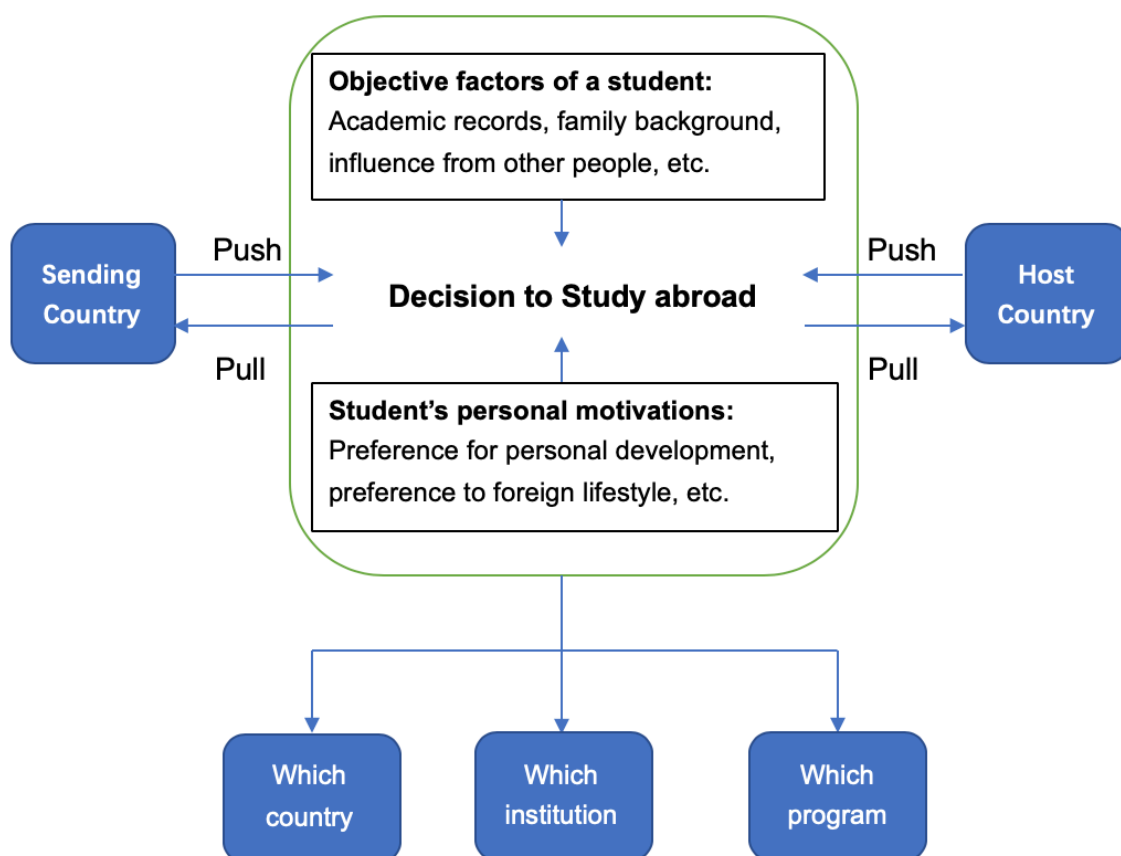 Objective factors of a student:
Academic records, family background,
influence from other people, etc.
Push
Push
Sending
Country
Decision to Study abroad
Host
Country
Pull
Pull
Student’s personal motivations:
Preference for personal development,
preference to foreign lifestyle, etc.
Which
country
Which
institution
Which
program